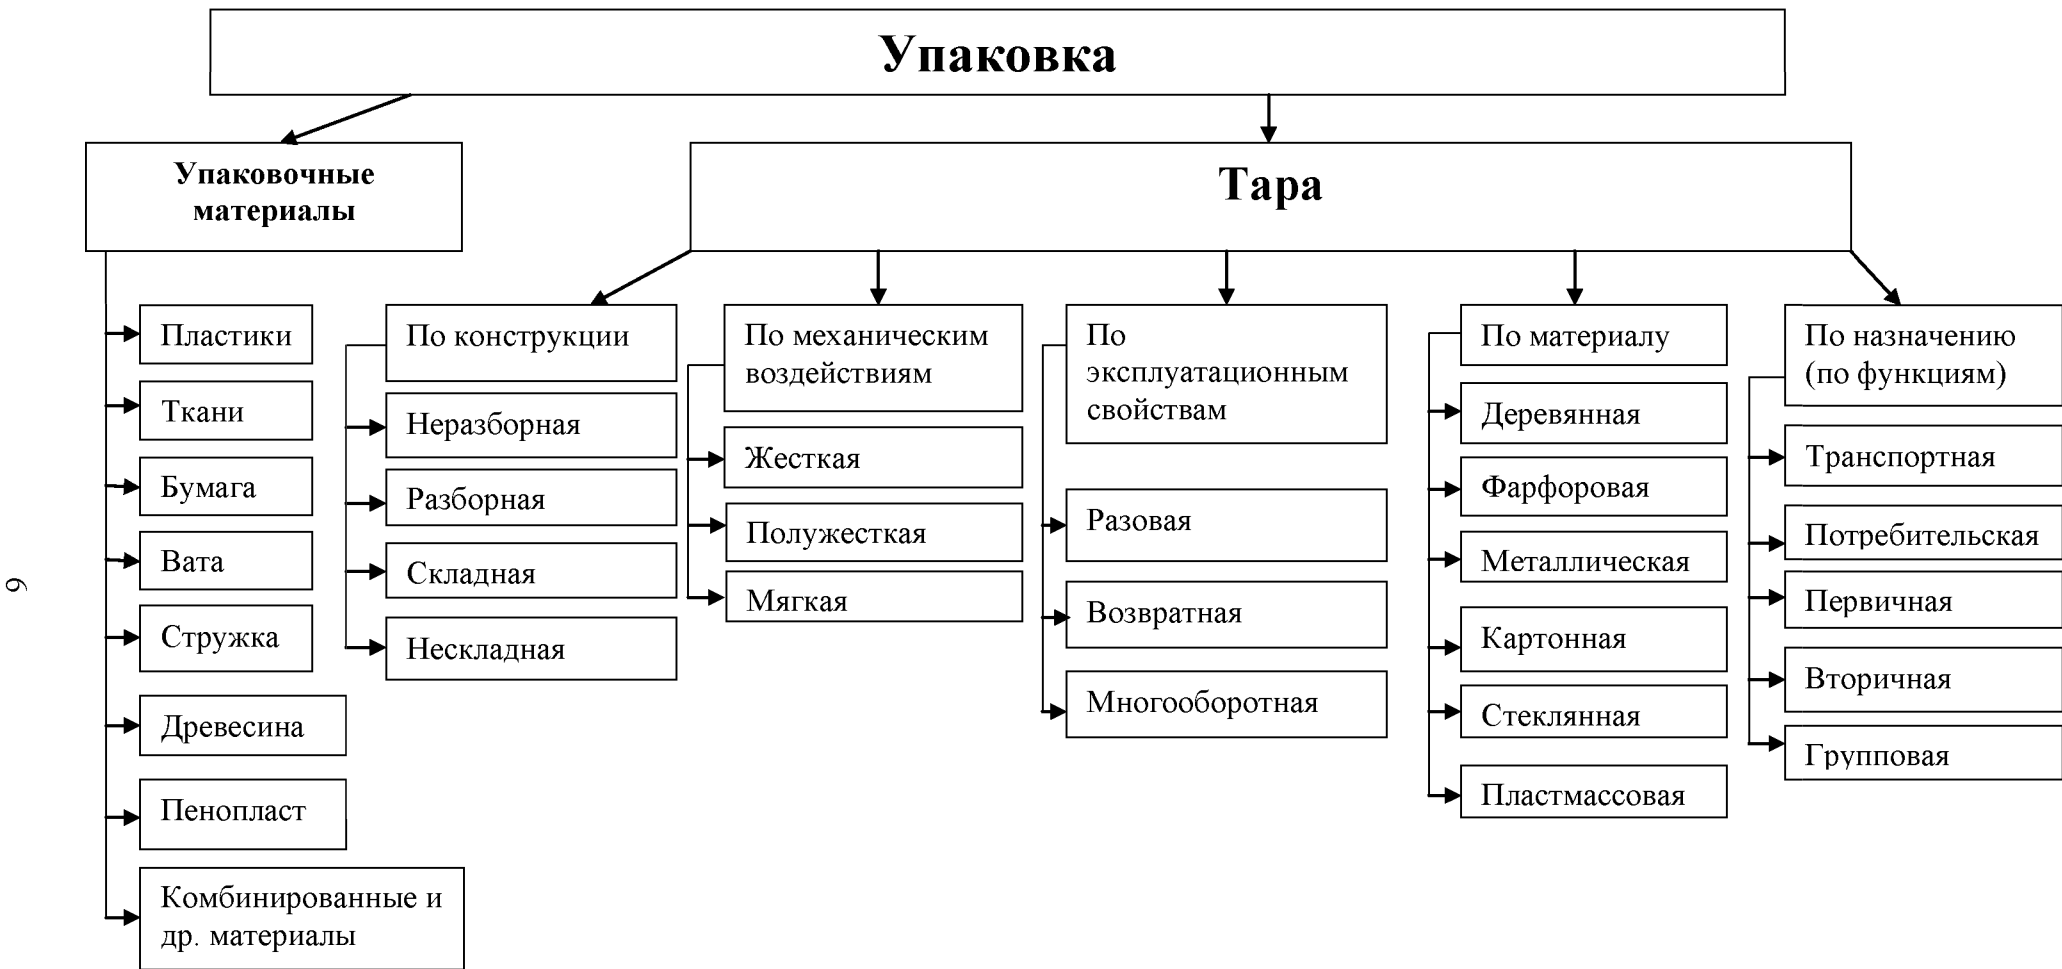 Упаковка
Упаковочные
материалы
Тара
Пластики
Ткани
Бумага
Вата
Стружка
Древесина
Пенопласт
Комбинированные и
др. материалы
По конструкции
Неразборная
Разборная
Складная
Нескладная
По механическим
воздействиям
Жесткая
Полужесткая
Мягкая
По
эксплуатационным
свойствам
Разовая
Возвратная
Многооборотная
По материалу
Деревянная
Фарфоровая
Металлическая
Картонная
Стеклянная
Пластмассовая
По назначению
(по функциям)
Транспортная
Потребительская
Первичная
Вторичная
Групповая
9